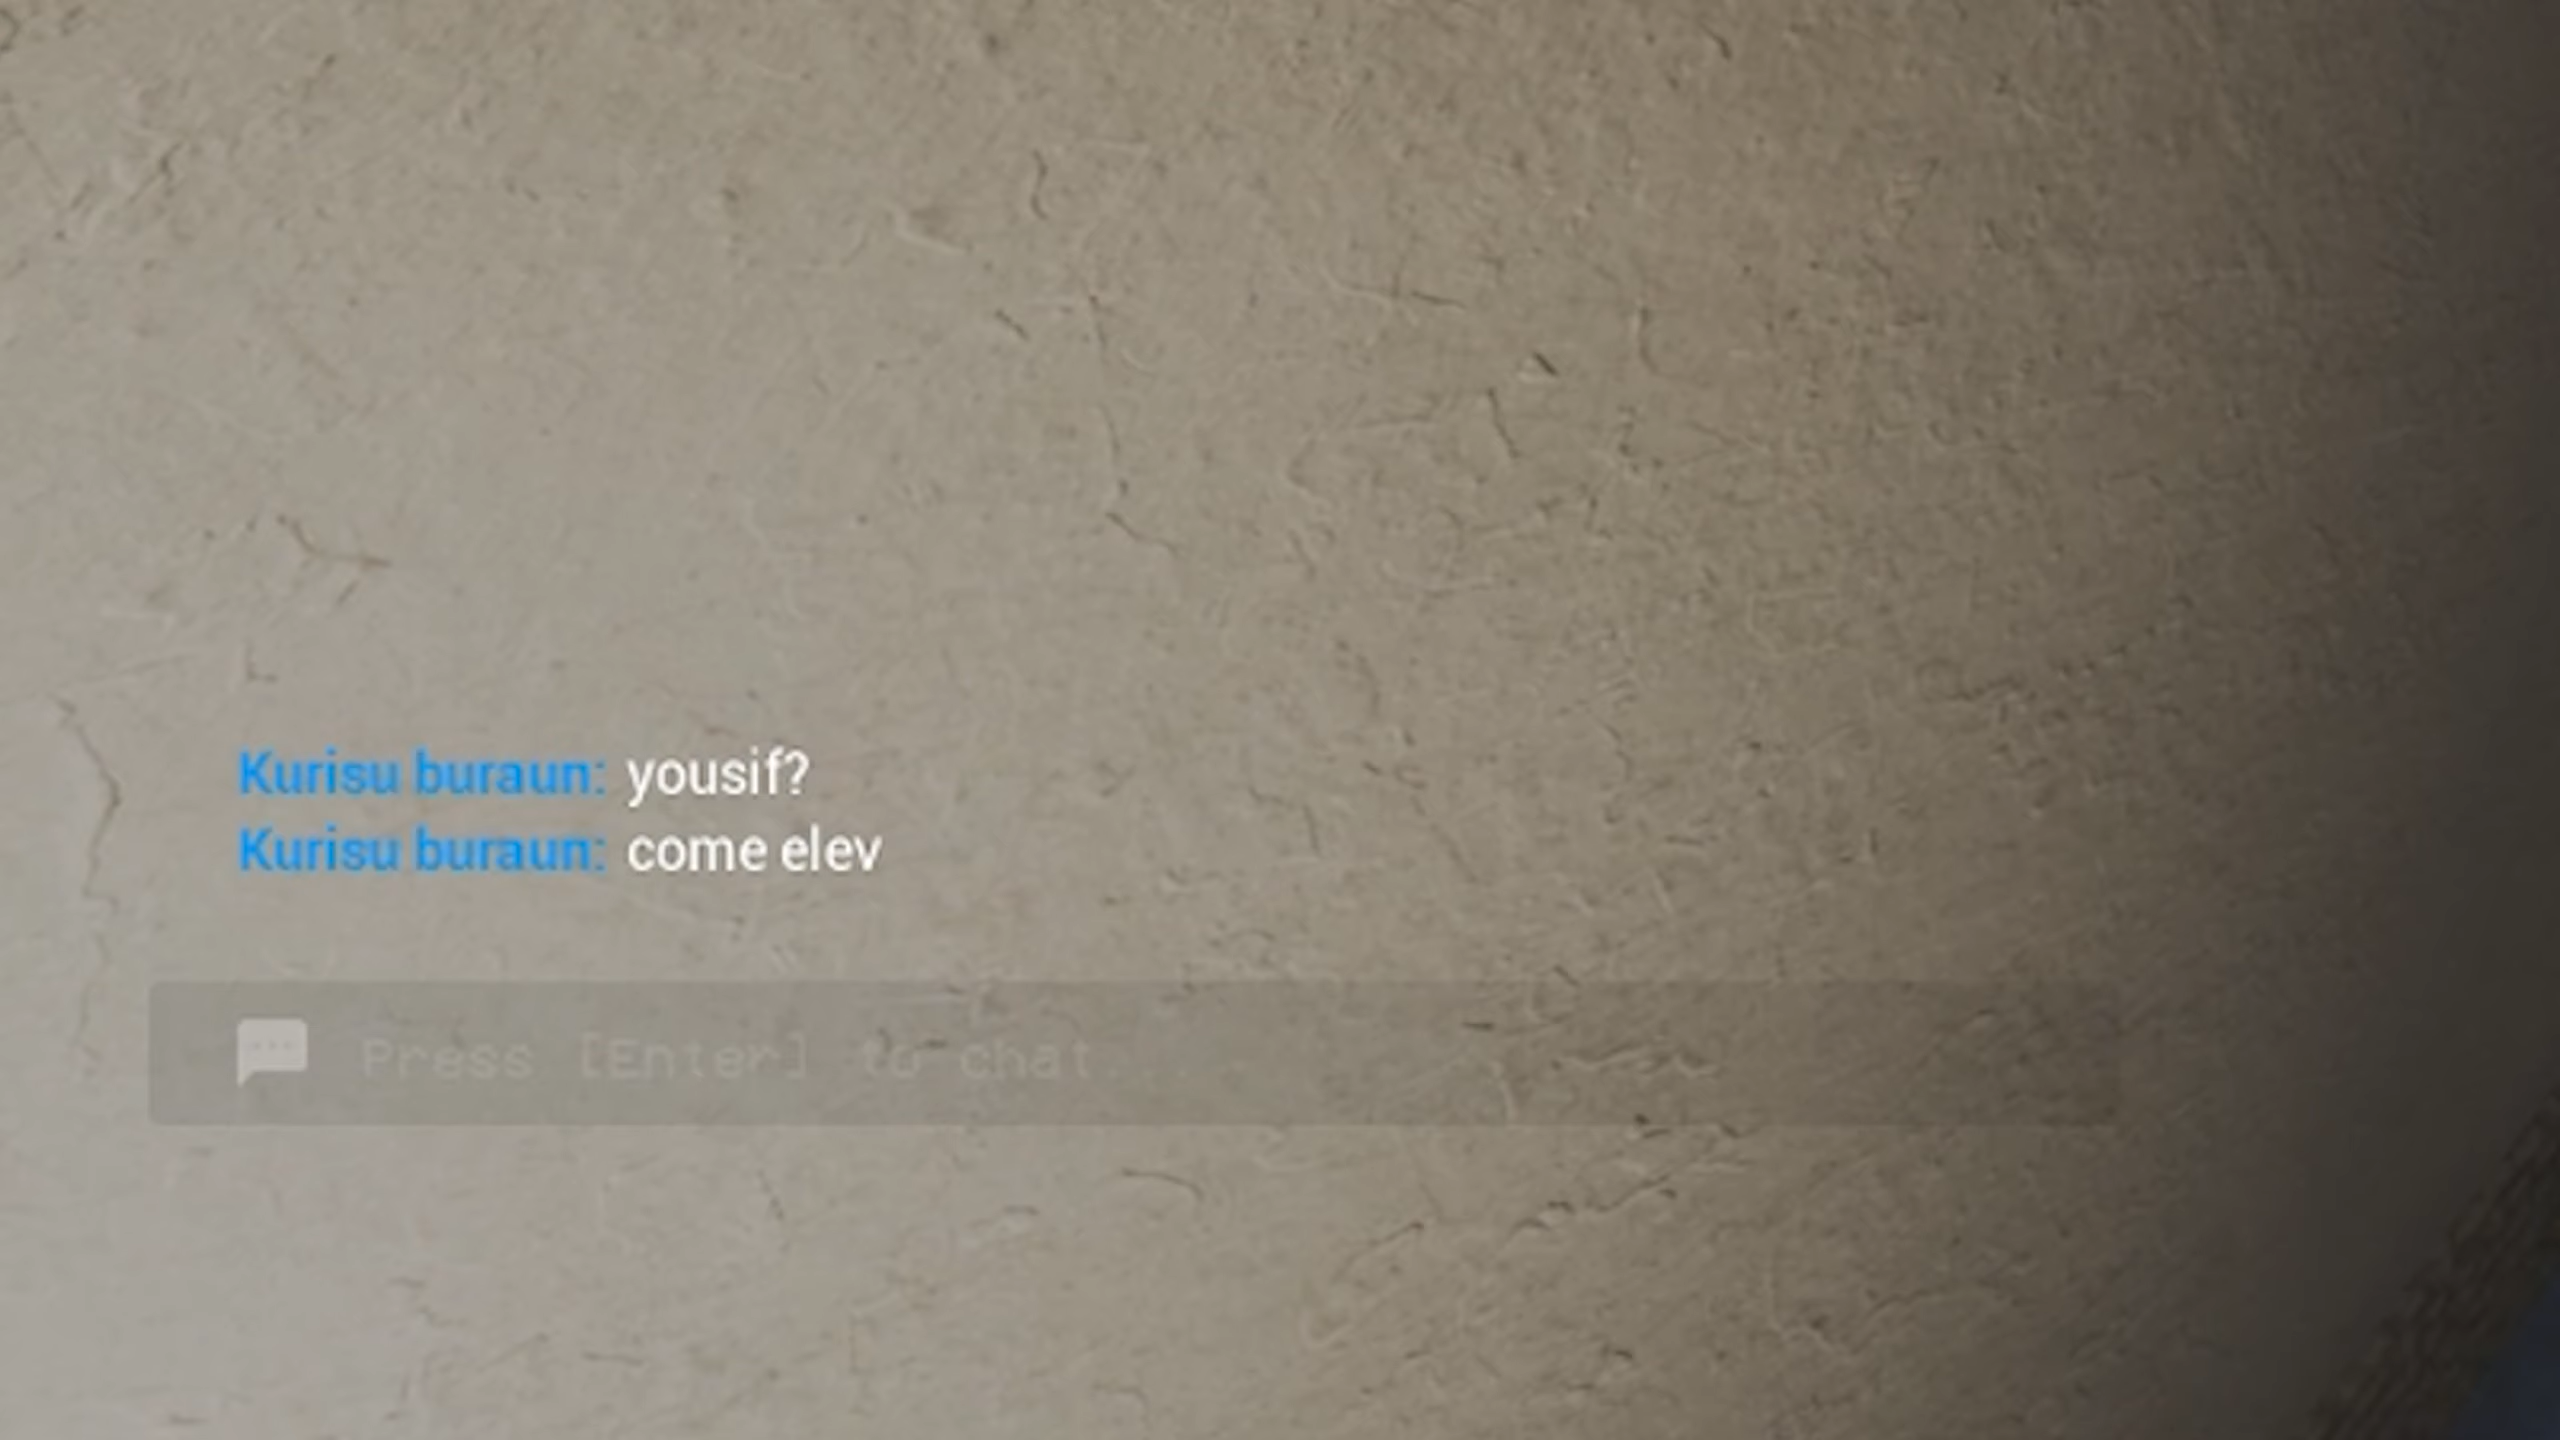 Kurisu buraun: yousif?
Kurisu buraun: come elev
Press [Enter] to chat...